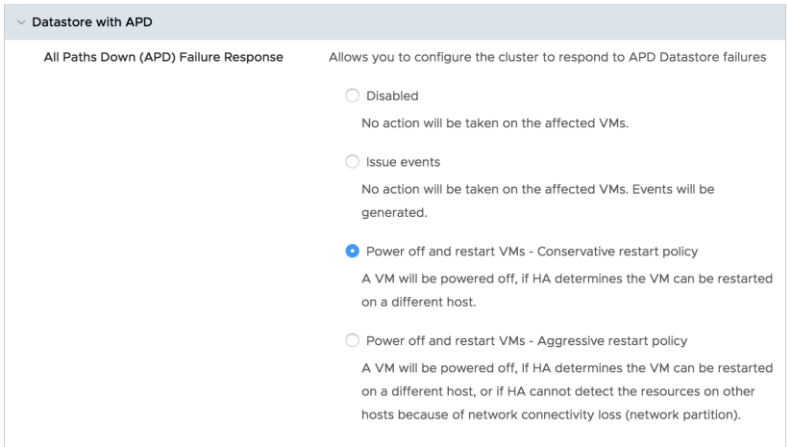 Datastore with APD
All Paths Down (APD) Failure Response
Allows you to configure the cluster to respond to APD Datastore failures
Disabled
No action will be taken on the affected VMs.
Issue events
No action will be taken on the affected VMs. Events will be
generated.
Power off and restart VMs - Conservative restart policy
A VM will be powered off, if HA determines the VM can be restarted
on a different host.
Power off and restart VMs - Aggressive restart policy
A VM will be powered off, If HA determines the VM can be restarted
on a different host, or if HA cannot detect the resources on other
hosts because of network connectivity loss (network partition).